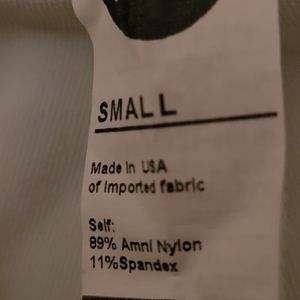 SMALL
Made in USA
of Imported fabric
Self:
89% Amni Nylon
11%Spandex